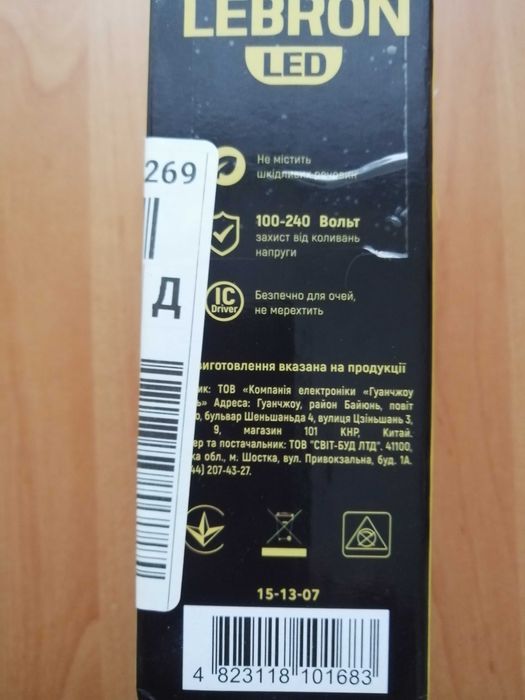 LEBRON
LED
269
Не містить
шкідливих речовин
100-240 Вольт
захист від коливань
напруги
Д
IC
Driver
Безпечно для очей,
не мерехтить
виготовлення вказана на продукції
ник: ТОВ «Компанія електроніки «Гуанчжоу
ь» Адреса: Гуанчжоу, район Байюнь, повіт
о, бульвар Шеньшаньда 4, вулиця Цзіньшань 3,
9, магазин 101 КНР, Китай.
ер та постачальник: ТОВ "СВІТ-БУД ЛТД". 41100,
ка обл., м. Шостка, вул. Привокзальна, буд. 1А.
44) 207-43-27.
15-13-07
4 823118 101683